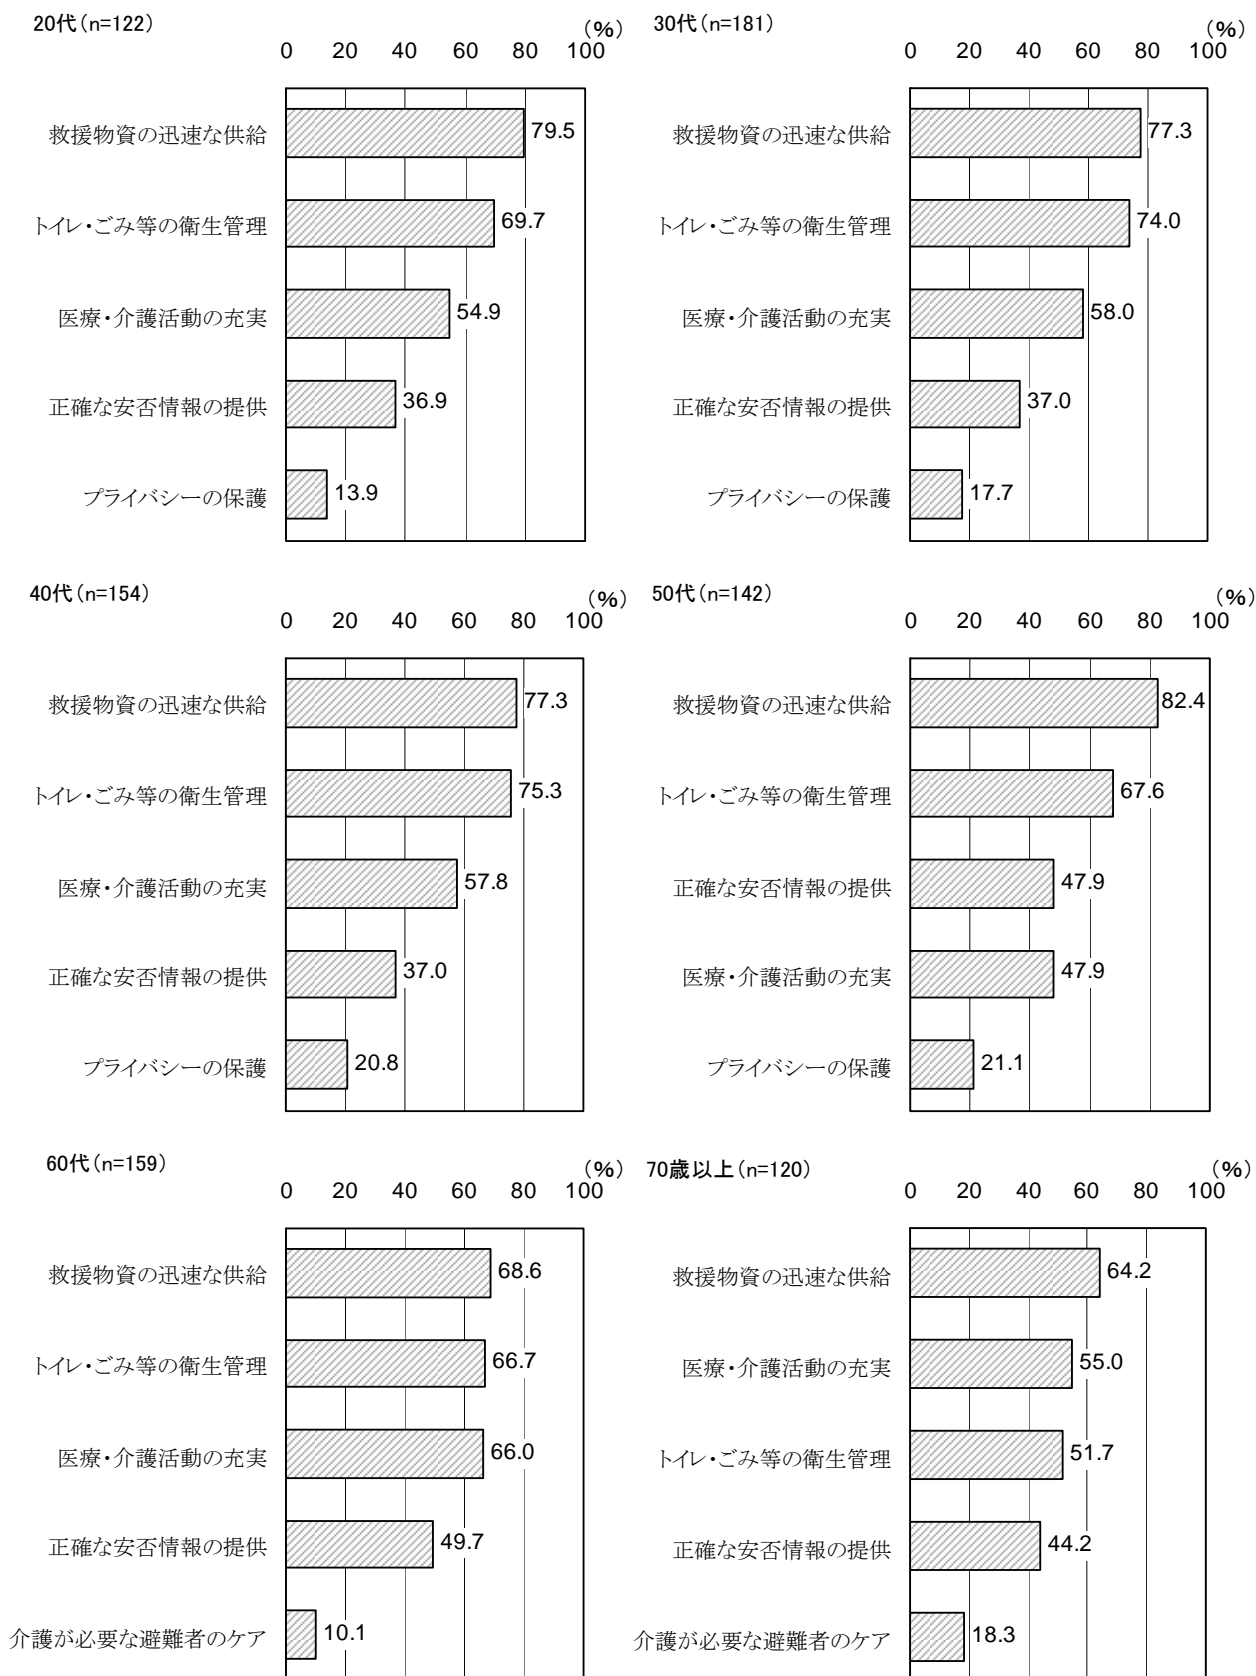 20代（n=122）
（%）
0 20 40 60 80 100
救援物資の迅速な供給 79.5
トイレ・ごみ等の衛生管理 69.7
医療・介護活動の充実 54.9
正確な安否情報の提供 36.9
プライバシーの保護 13.9
30代（n=181）
（%）
0 20 40 60 80 100
救援物資の迅速な供給 77.3
トイレ・ごみ等の衛生管理 74.0
医療・介護活動の充実 58.0
正確な安否情報の提供 37.0
プライバシーの保護 17.7
40代（n=154）
（%）
0 20 40 60 80 100
救援物資の迅速な供給 77.3
トイレ・ごみ等の衛生管理 75.3
医療・介護活動の充実 57.8
正確な安否情報の提供 37.0
プライバシーの保護 20.8
50代（n=142）
（%）
0 20 40 60 80 100
救援物資の迅速な供給 82.4
トイレ・ごみ等の衛生管理 67.6
正確な安否情報の提供 47.9
医療・介護活動の充実 47.9
プライバシーの保護 21.1
60代（n=159）
（%）
0 20 40 60 80 100
救援物資の迅速な供給 68.6
トイレ・ごみ等の衛生管理 66.7
医療・介護活動の充実 66.0
正確な安否情報の提供 49.7
介護が必要な避難者のケア 10.1
70歳以上（n=120）
（%）
0 20 40 60 80 100
救援物資の迅速な供給 64.2
医療・介護活動の充実 55.0
トイレ・ごみ等の衛生管理 51.7
正確な安否情報の提供 44.2
介護が必要な避難者のケア 18.3